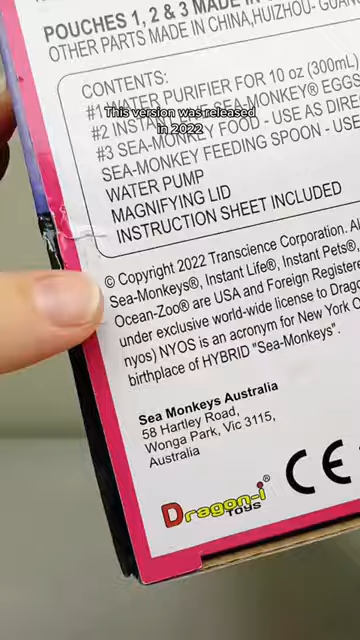 POUCHES 1, 2 & 3 MADE IN
OTHER PARTS MADE IN CHINA,HUIZHOU- GUAN
CONTENTS:
#1 WATER PURIFIER FOR 10 oz (300mL)
This version was released
in 2022
#2 INSTANT SEA-MONKEY® EGGS
#3 SEA-MONKEY FOOD - USE AS DIRE
SEA-MONKEY FEEDING SPOON - USE
WATER PUMP
MAGNIFYING LID
INSTRUCTION SHEET INCLUDED
© Copyright 2022 Transcience Corporation. Al
Sea-Monkeys®, Instant Life®, Instant Pets®,
Ocean-Zoo® are USA and Foreign Registere
under exclusive world-wide license to Drago
nyos) NYOS is an acronym for New York O
birthplace of HYBRID "Sea-Monkeys".
Sea Monkeys Australia
58 Hartley Road,
Wonga Park, Vic 3115,
Australia
Dragon-i®
TOYS
CE